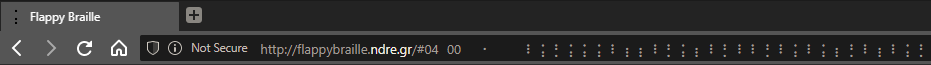 Flappy Braille
Not Secure http://flappybraille.ndre.gr/#04 00